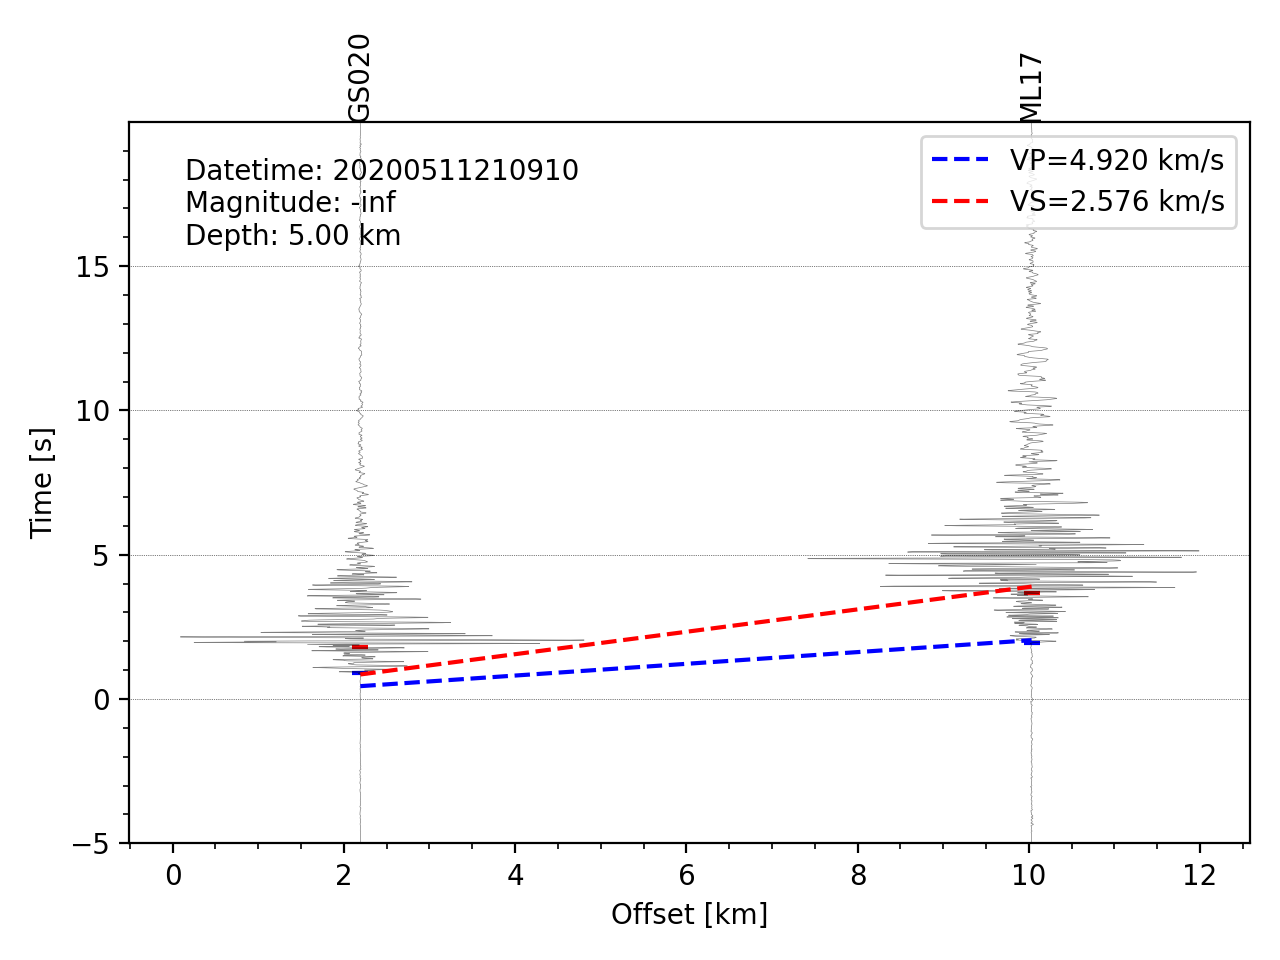 GS020
ML17
Datetime: 20200511210910
Magnitude: -inf
Depth: 5.00 km
VP=4.920 km/s
VS=2.576 km/s
15
10
5
0
−5
Time [s]
0 2 4 6 8 10 12
Offset [km]